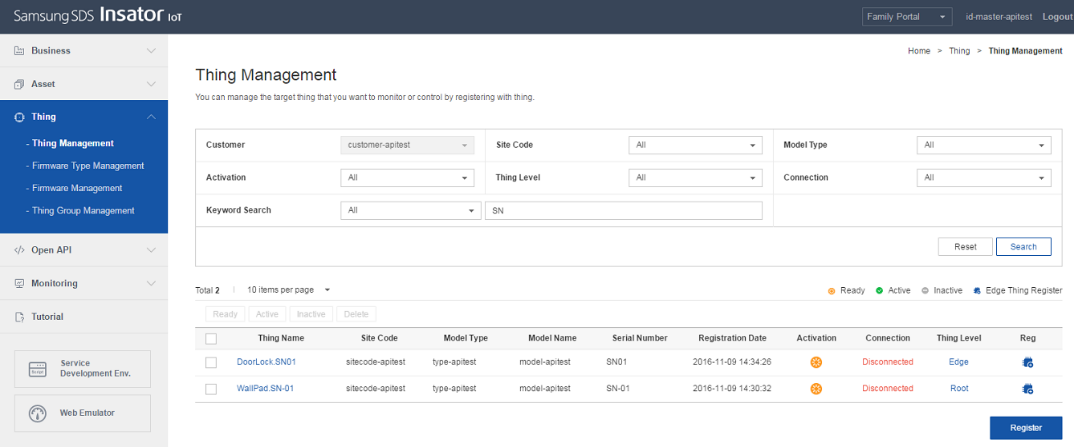 Samsung SDS Insator IoT
Family Portal id-master-apitest Logout
Business
Asset
Thing
- Thing Management
- Firmware Type Management
- Firmware Management
- Thing Group Management
</> Open API
Monitoring
Tutorial
Service
Development Env.
Web Emulator
Home > Thing > Thing Management
Thing Management
You can manage the target thing that you want to monitor or control by registering with thing.
Customer customer-apitest Site Code All Model Type All
Activation All Thing Level All Connection All
Keyword Search All SN
Reset Search
Total 2 | 10 items per page Ready Active Inactive Edge Thing Register
Ready Active Inactive Delete
Thing Name Site Code Model Type Model Name Serial Number Registration Date Activation Connection Thing Level Reg
DoorLock.SN01 sitecode-apitest type-apitest model-apitest SN01 2016-11-09 14:34:26 Disconnected Edge
WallPad.SN-01 sitecode-apitest type-apitest model-apitest SN-01 2016-11-09 14:30:32 Disconnected Root
Register